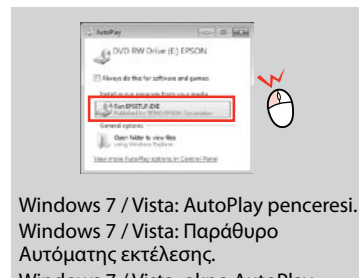 AutoPlay
DVD RW Drive (E:) EPSON
Always do this for software and games
Install or run program from your media
Run EPSETUP.EXE
Published by SEIKO EPSON Corporation
General options
Open folder to view files
using Windows Explorer
View more AutoPlay options in Control Panel
Windows 7 / Vista: AutoPlay penceresi.
Windows 7 / Vista: Παράθυρο
Αυτόματης εκτέλεσης.